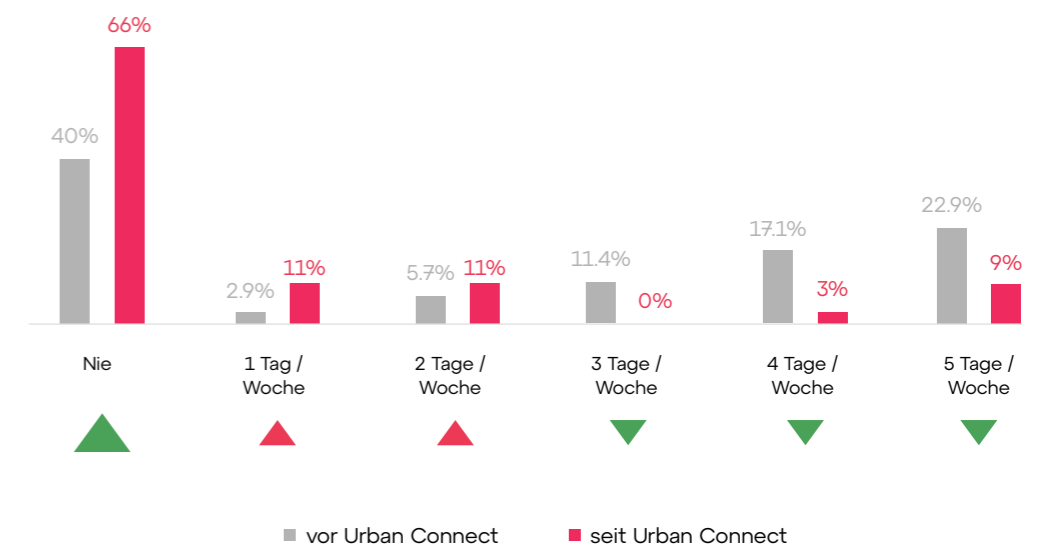 66%
40%
2.9%
11%
5.7%
11%
11.4%
0%
17.1%
3%
22.9%
9%
Nie
1 Tag /
Woche
2 Tage /
Woche
3 Tage /
Woche
4 Tage /
Woche
5 Tage /
Woche
vor Urban Connect
seit Urban Connect